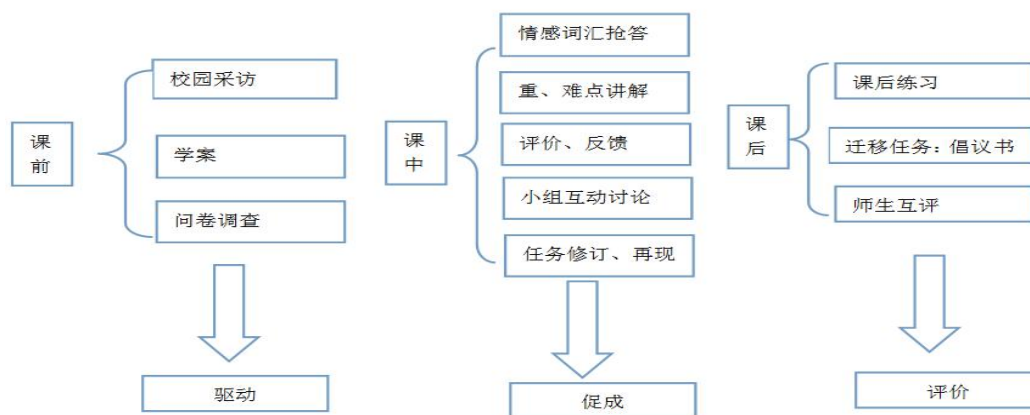 课前
校园采访
学案
问卷调查
驱动
课中
情感词汇抢答
重、难点讲解
评价、反馈
小组互动讨论
任务修订、再现
促成
课后
课后练习
迁移任务：倡议书
师生互评
评价